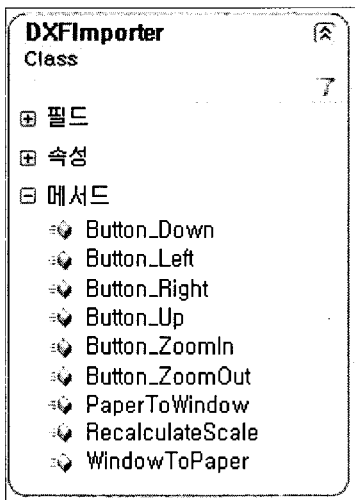 DXFImporter
Class
필드
속성
메서드
Button_Down
Button_Left
Button_Right
Button_Up
Button_ZoomIn
Button_ZoomOut
PaperToWindow
RecalculateScale
WindowToPaper